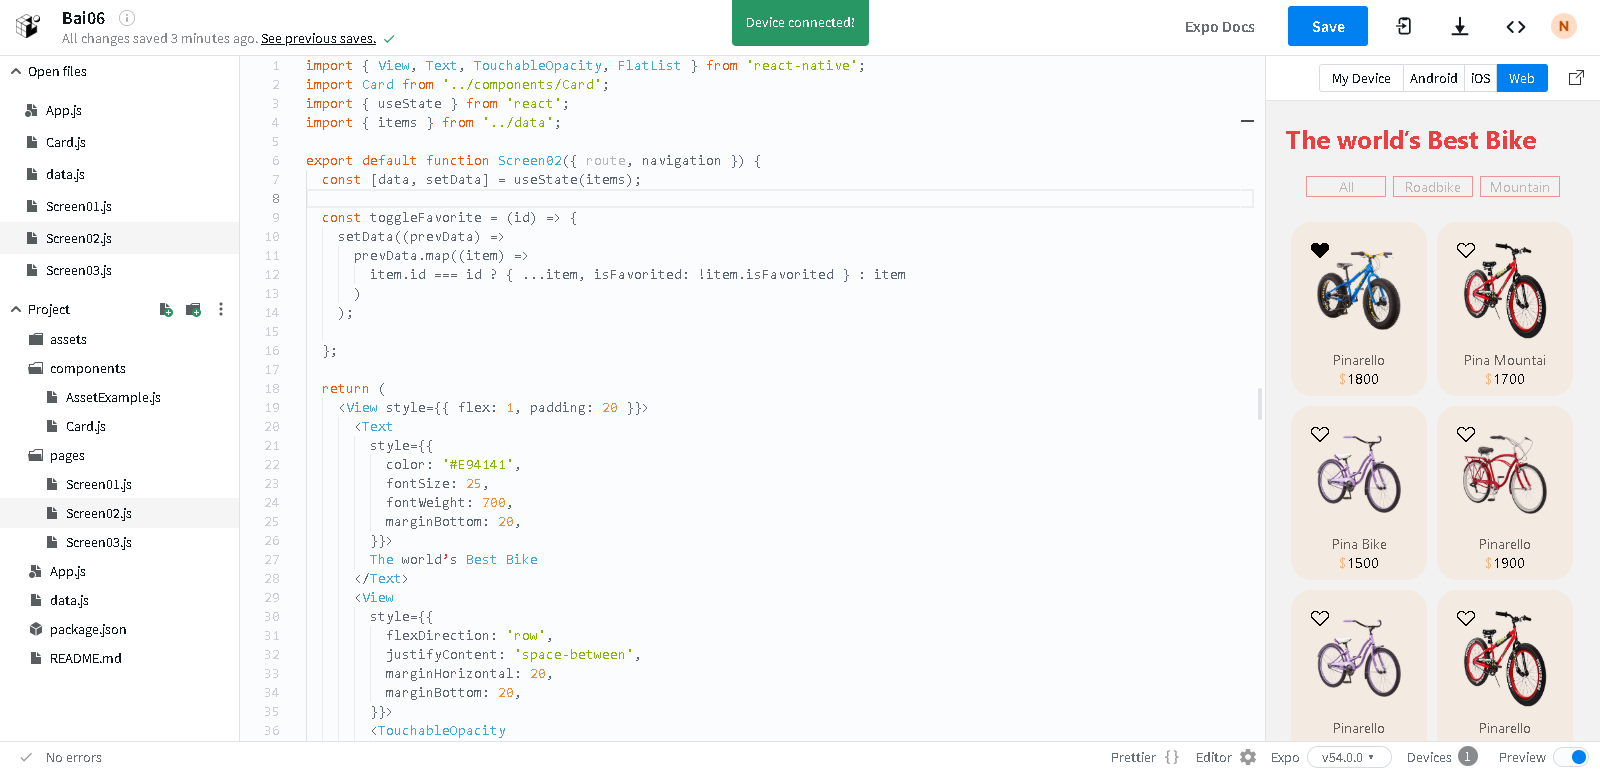 Bai06
All changes saved 3 minutes ago. See previous saves.
Device connected!
Expo Docs
Save
N
Open files
App.js
Card.js
data.js
Screen01.js
Screen02.js
Screen03.js
Project
assets
components
AssetExample.js
Card.js
pages
Screen01.js
Screen02.js
Screen03.js
App.js
data.js
package.json
README.md
1 import { View, Text, TouchableOpacity, FlatList } from 'react-native';
2 import Card from '../components/Card';
3 import { useState } from 'react';
4 import { items } from '../data';
5
6 export default function Screen02({ route, navigation }) {
7 const [data, setData] = useState(items);
8
9 const toggleFavorite = (id) => {
10 setData((prevData) =>
11 prevData.map((item) =>
12 item.id === id ? { ...item, isFavorited: !item.isFavorited } : item
13 )
14 );
15
16 };
17
18 return (
19 <View style={{ flex: 1, padding: 20 }}>
20 <Text
21 style={{
22 color: '#E94141',
23 fontSize: 25,
24 fontWeight: 700,
25 marginBottom: 20,
26 }}>
27 The world’s Best Bike
28 </Text>
29 <View
30 style={{
31 flexDirection: 'row',
32 justifyContent: 'space-between',
33 marginHorizontal: 20,
34 marginBottom: 20,
35 }}>
36 <TouchableOpacity
My Device Android iOS Web
The world’s Best Bike
All Roadbike Mountain
Pinarello
$1800
Pina Mountai
$1700
Pina Bike
$1500
Pinarello
$1900
Pinarello
Pinarello
No errors
Prettier {} Editor Expo v54.0.0 Devices 1 Preview